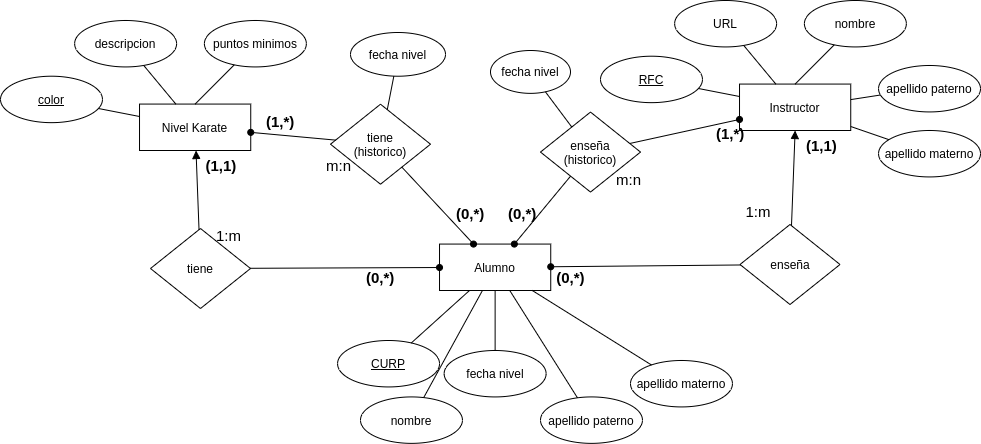 URL
nombre
descripcion
puntos minimos
fecha nivel
fecha nivel
RFC
apellido paterno
color
Nivel Karate
Instructor
(1,*)
(1,*)
tiene
(historico)
enseña
(historico)
(1,1)
(1,1)
apellido materno
m:n
m:n
(0,*)
(0,*)
1:m
1:m
tiene
Alumno
enseña
(0,*)
(0,*)
CURP
fecha nivel
apellido materno
nombre
apellido paterno